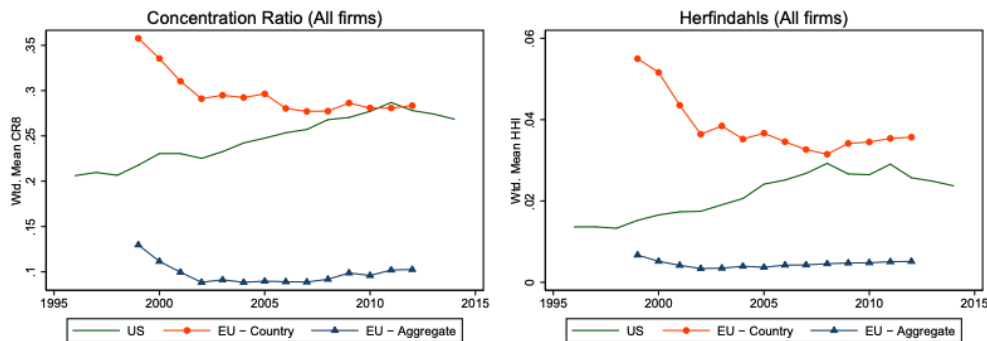 Concentration Ratio (All firms)
Wtd. Mean CR8
.35
.3
.25
.2
.15
.1
1995 2000 2005 2010 2015
US EU − Country EU − Aggregate
Herfindahls (All firms)
Wtd. Mean HHI
.06
.04
.02
0
1995 2000 2005 2010 2015
US EU − Country EU − Aggregate